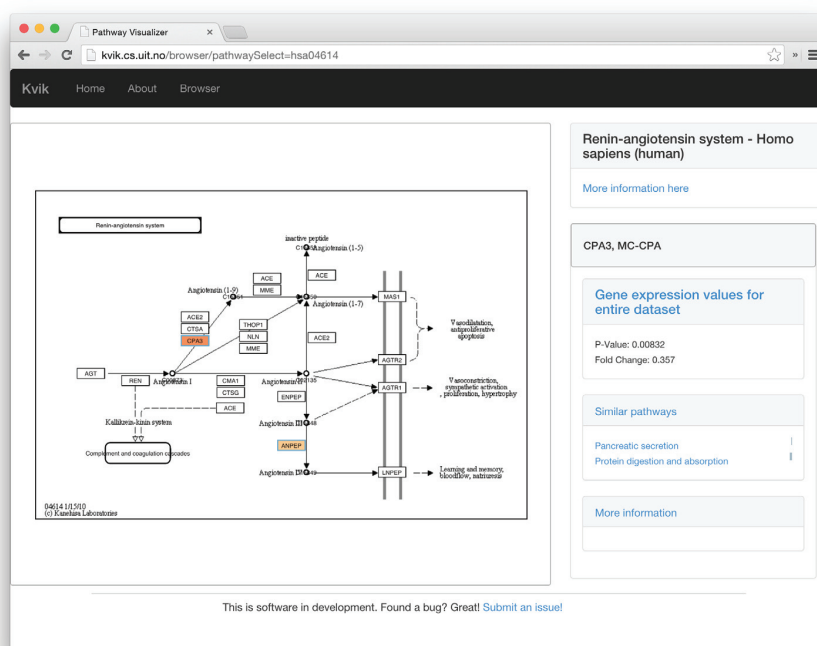 Pathway Visualizer ×
kvik.cs.uit.no/browser/pathwaySelect=hsa04614
»
Kvik Home About Browser
Renin-angiotensin system - Homo
sapiens (human)
More information here
CPA3, MC-CPA
Gene expression values for
entire dataset
P-Value: 0.00832
Fold Change: 0.357
Similar pathways
Pancreatic secretion
Protein digestion and absorption
More information
Renin-angiotensin system
inactive peptide
Angiotensin (1-5)
ACE
ACE
MME
Angiotensin (1-9)
Angiotensin (1-7)
MAS1
ACE2
CTSA
CPA3
THOP1
NLN
MME
ACE2
Vasodilatation,
antiproliferative
apoptosis
AGTR2
AGT
REN
Angiotensin I
CMA1
CTSG
ACE
Angiotensin II
AGTR1
Vasoconstriction,
sympathetic activation
, proliferation, hypertrophy
ENPEP
Kallikrein-kinin system
Angiotensin III
Complement and coagulation cascades
ANPEP
Angiotensin IV
LNPEP
Learning and memory,
bloodflow, natriuresis
04614 1/15/10
(c) Kanehisa Laboratories
This is software in development. Found a bug? Great! Submit an issue!